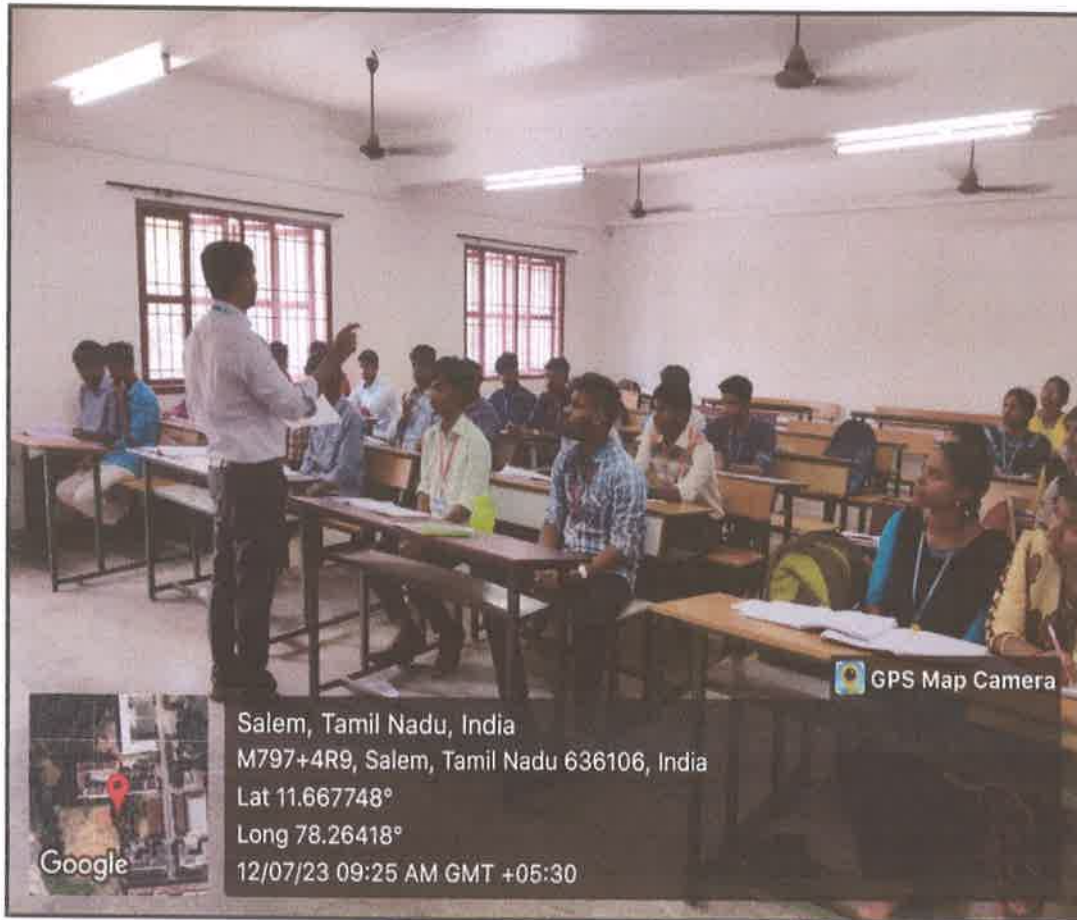 GPS Map Camera
Salem, Tamil Nadu, India
M797+4R9, Salem, Tamil Nadu 636106, India
Lat 11.667748°
Long 78.26418°
12/07/23 09:25 AM GMT +05:30
Google